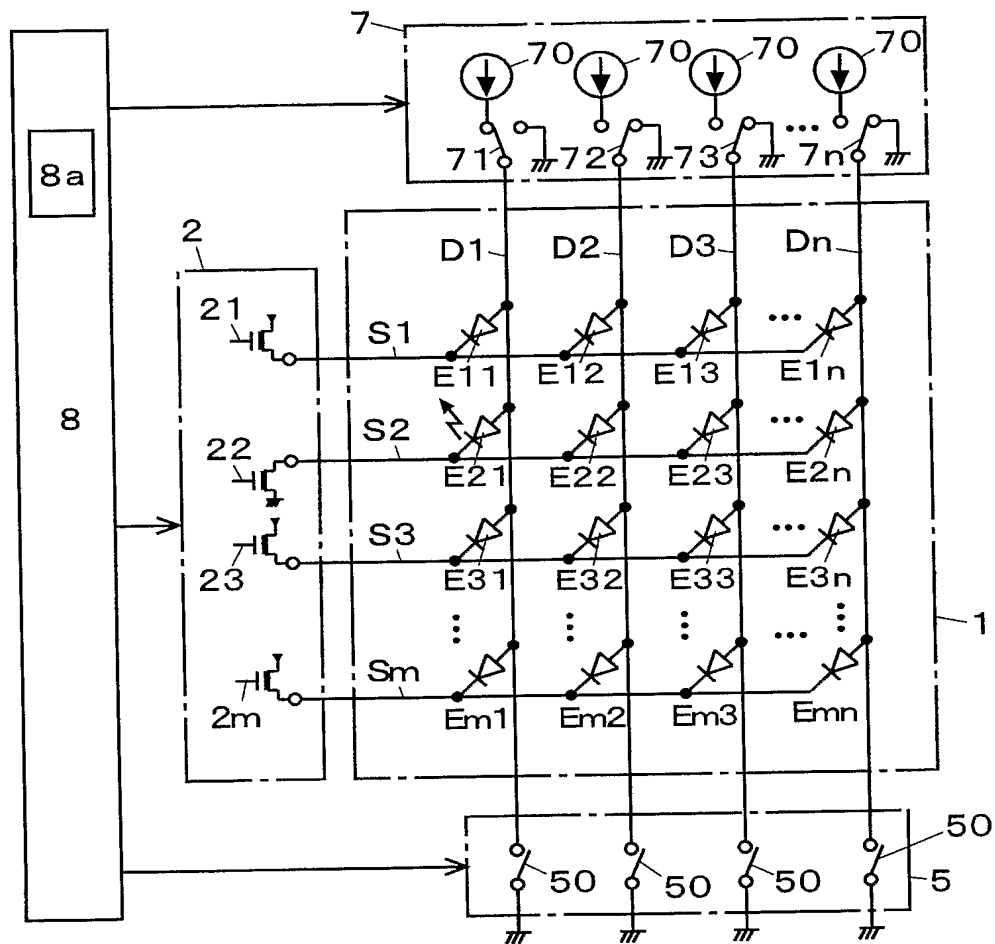 7
70 70 70 70
71 72 73 ... 7n
8a
2
D1 D2 D3 Dn
21
S1
...
E11 E12 E13 E1n
8
S2
...
22
E21 E22 E23 E2n
S3
...
23
E31 E32 E33 E3n
1
...
Sm
2m
Em1 Em2 Em3 Emn
50
50 50 50
5